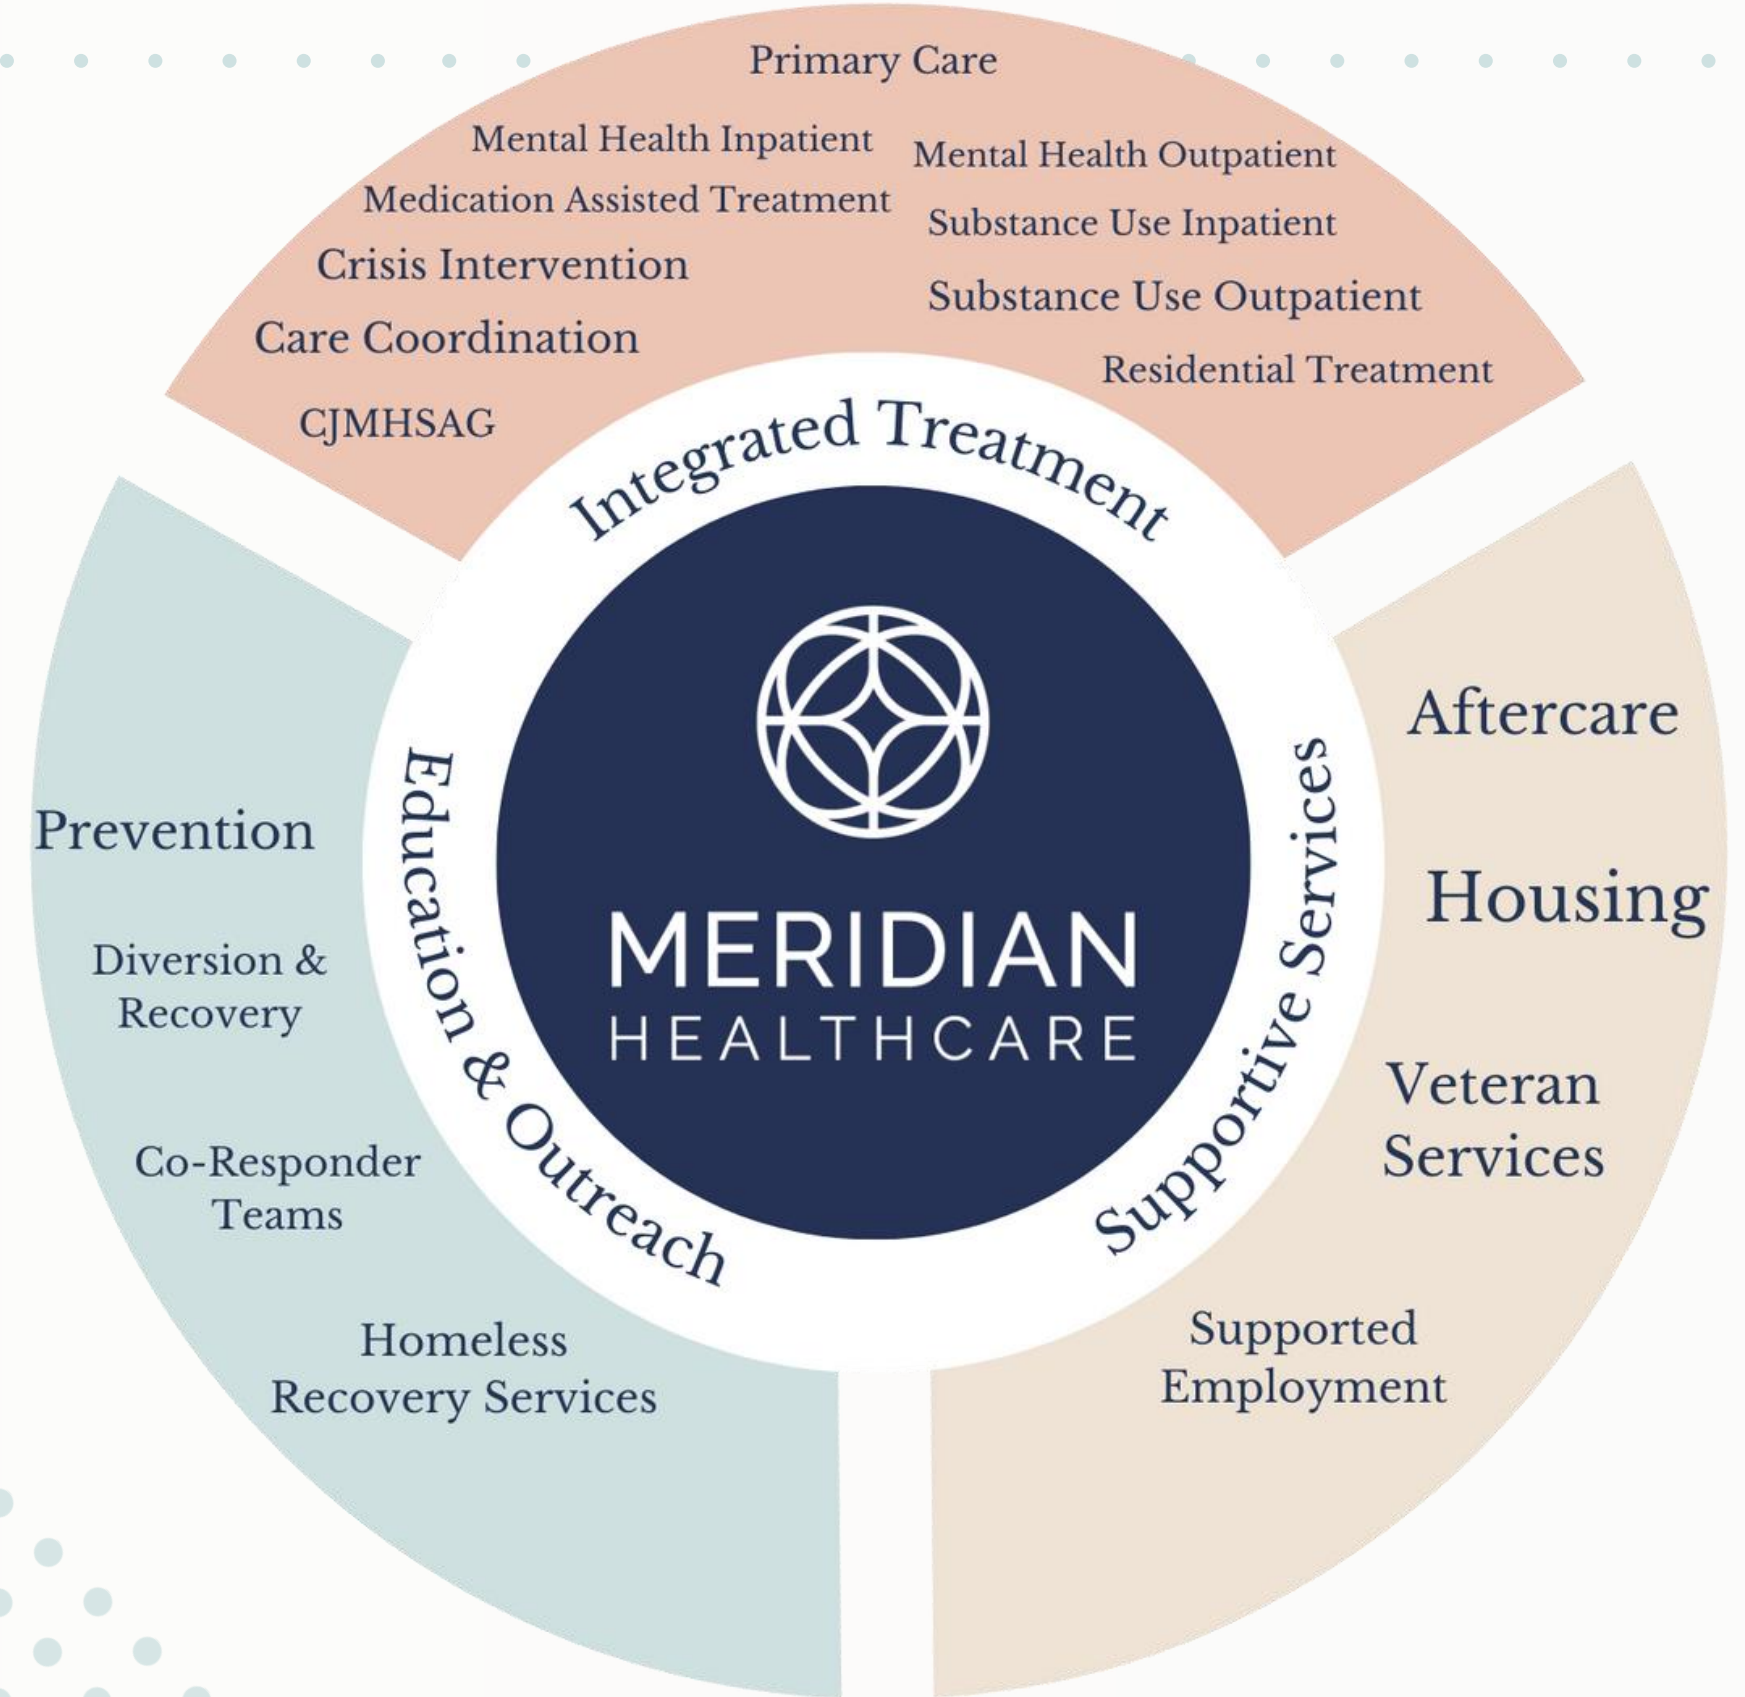 Primary Care
Mental Health Inpatient
Mental Health Outpatient
Medication Assisted Treatment
Substance Use Inpatient
Crisis Intervention
Substance Use Outpatient
Care Coordination
Residential Treatment
CJMHSAG
Integrated Treatment
Education & Outreach
Supportive Services
MERIDIAN
HEALTHCARE
Prevention
Diversion &
Recovery
Co-Responder
Teams
Homeless
Recovery Services
Aftercare
Housing
Veteran
Services
Supported
Employment